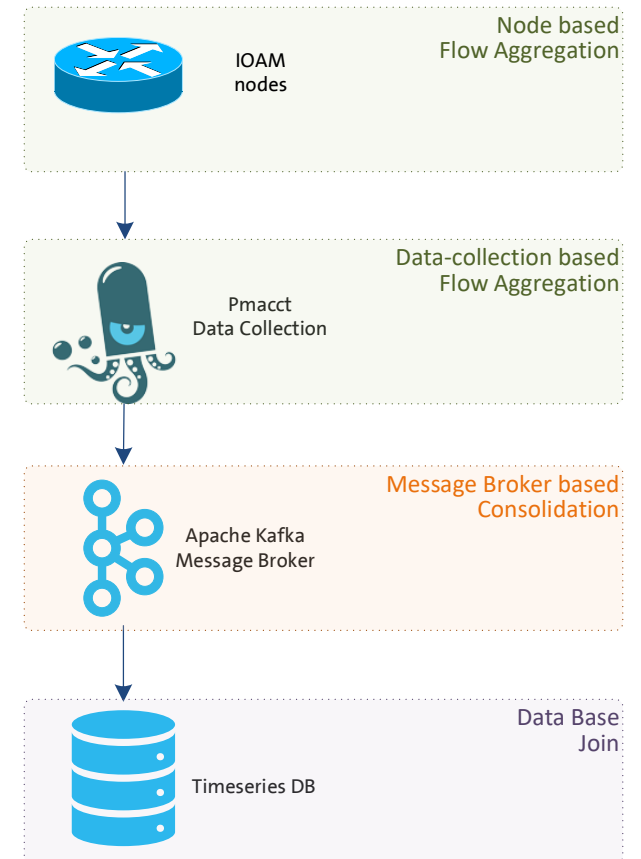 Node based
Flow Aggregation
IOAM
nodes
Data-collection based
Flow Aggregation
Pmacct
Data Collection
Message Broker based
Consolidation
Apache Kafka
Message Broker
Data Base
Join
Timeseries DB